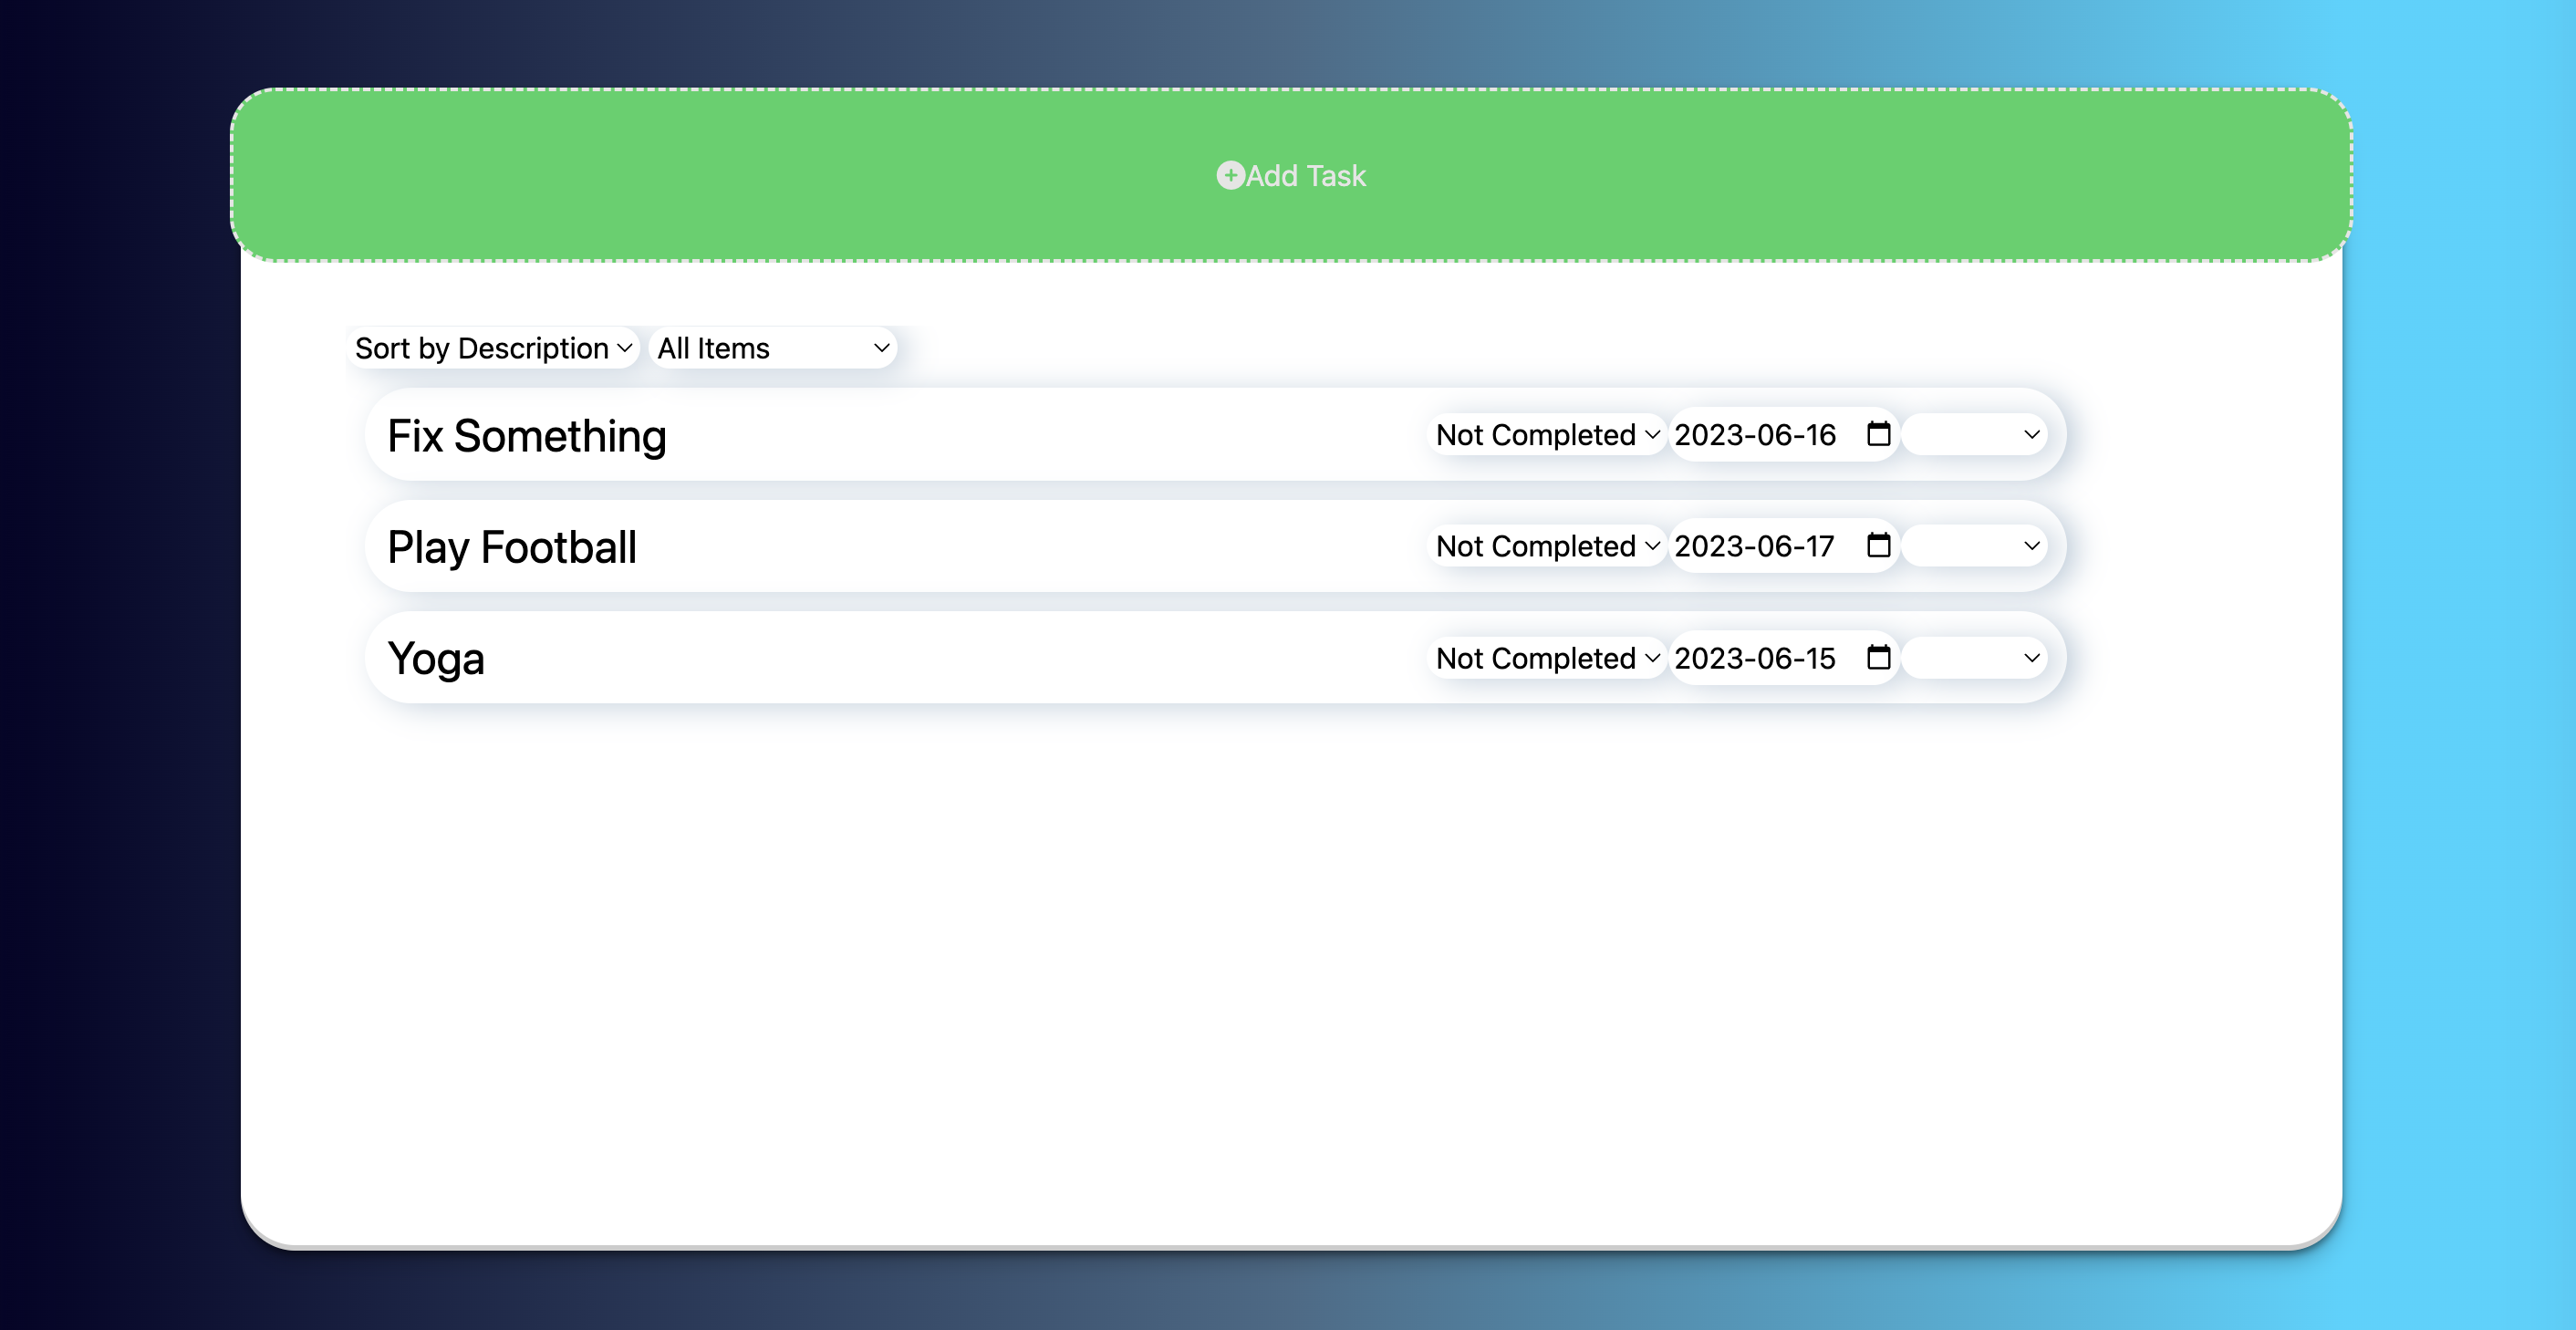 Add Task
Sort by Description All Items
Fix Something Not Completed 2023-06-16
Play Football Not Completed 2023-06-17
Yoga Not Completed 2023-06-15